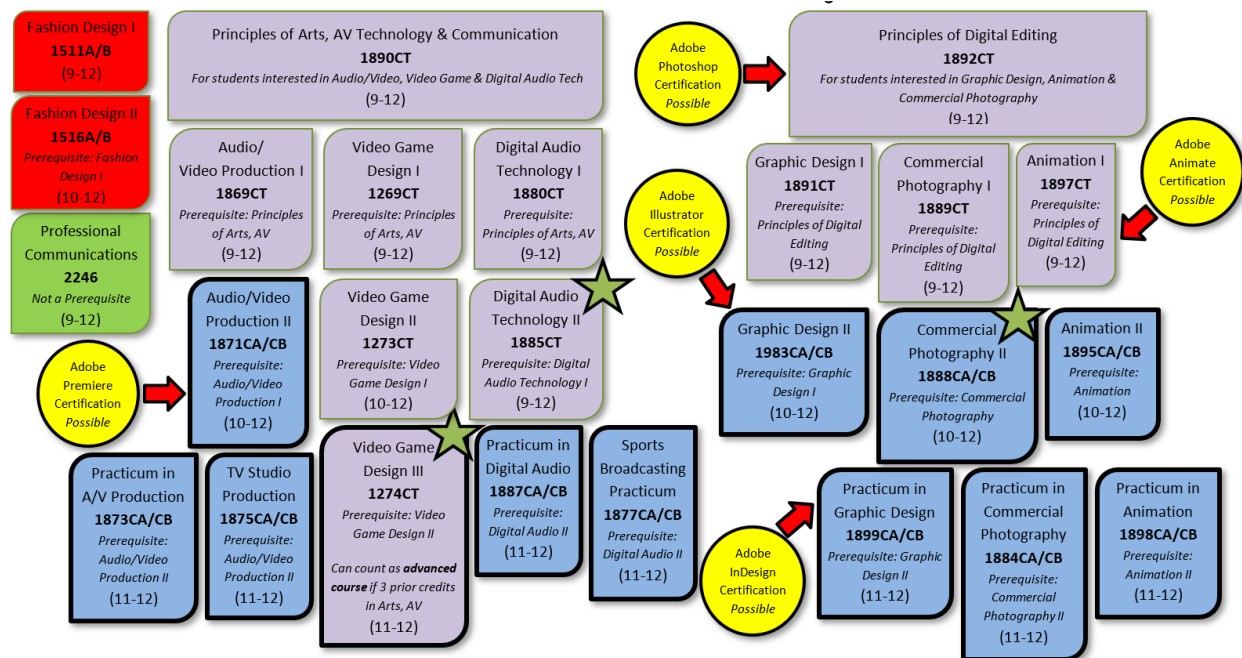 Fashion Design I
1511A/B
(9-12)
Fashion Design II
1516A/B
Prerequisite: Fashion
Design I
(10-12)
Professional
Communications
2246
Not a Prerequisite
(9-12)
Principles of Arts, AV Technology & Communication
1890CT
For students interested in Audio/Video, Video Game & Digital Audio Tech
(9-12)
Audio/
Video Production I
1869CT
Prerequisite: Principles
of Arts, AV
(9-12)
Video Game
Design I
1269CT
Prerequisite: Principles
of Arts, AV
(9-12)
Digital Audio
Technology I
1880CT
Prerequisite:
Principles of Arts, AV
(9-12)
Audio/Video
Production II
1871CA/CB
Prerequisite:
Audio/Video
Production I
(10-12)
Video Game
Design II
1273CT
Prerequisite: Video
Game Design I
(10-12)
Digital Audio
Technology II
1885CT
Prerequisite: Digital
Audio Technology I
(9-12)
Adobe
Premiere
Certification
Possible
Practicum in
A/V Production
1873CA/CB
Prerequisite:
Audio/Video
Production II
(11-12)
TV Studio
Production
1875CA/CB
Prerequisite:
Audio/Video
Production II
(11-12)
Video Game
Design III
1274CT
Prerequisite: Video
Game Design II
Can count as advanced
course if 3 prior credits
in Arts, AV
(11-12)
Practicum in
Digital Audio
1887CA/CB
Prerequisite:
Digital Audio II
(11-12)
Sports
Broadcasting
Practicum
1877CA/CB
Prerequisite:
Digital Audio II
(11-12)
Adobe
Photoshop
Certification
Possible
Principles of Digital Editing
1892CT
For students interested in Graphic Design, Animation &
Commercial Photography
(9-12)
Adobe
Illustrator
Certification
Possible
Graphic Design I
1891CT
Prerequisite:
Principles of Digital
Editing
(9-12)
Commercial
Photography I
1889CT
Prerequisite:
Principles of Digital
Editing
(9-12)
Animation I
1897CT
Prerequisite:
Principles of
Digital Editing
(9-12)
Adobe
Animate
Certification
Possible
Graphic Design II
1983CA/CB
Prerequisite: Graphic
Design I
(10-12)
Commercial
Photography II
1888CA/CB
Prerequisite: Commercial
Photography
(10-12)
Animation II
1895CA/CB
Prerequisite:
Animation
(10-12)
Adobe
InDesign
Certification
Possible
Practicum in
Graphic Design
1899CA/CB
Prerequisite: Graphic
Design II
(11-12)
Practicum in
Commercial
Photography
1884CA/CB
Prerequisite:
Commercial
Photography II
(11-12)
Practicum in
Animation
1898CA/CB
Prerequisite:
Animation II
(11-12)